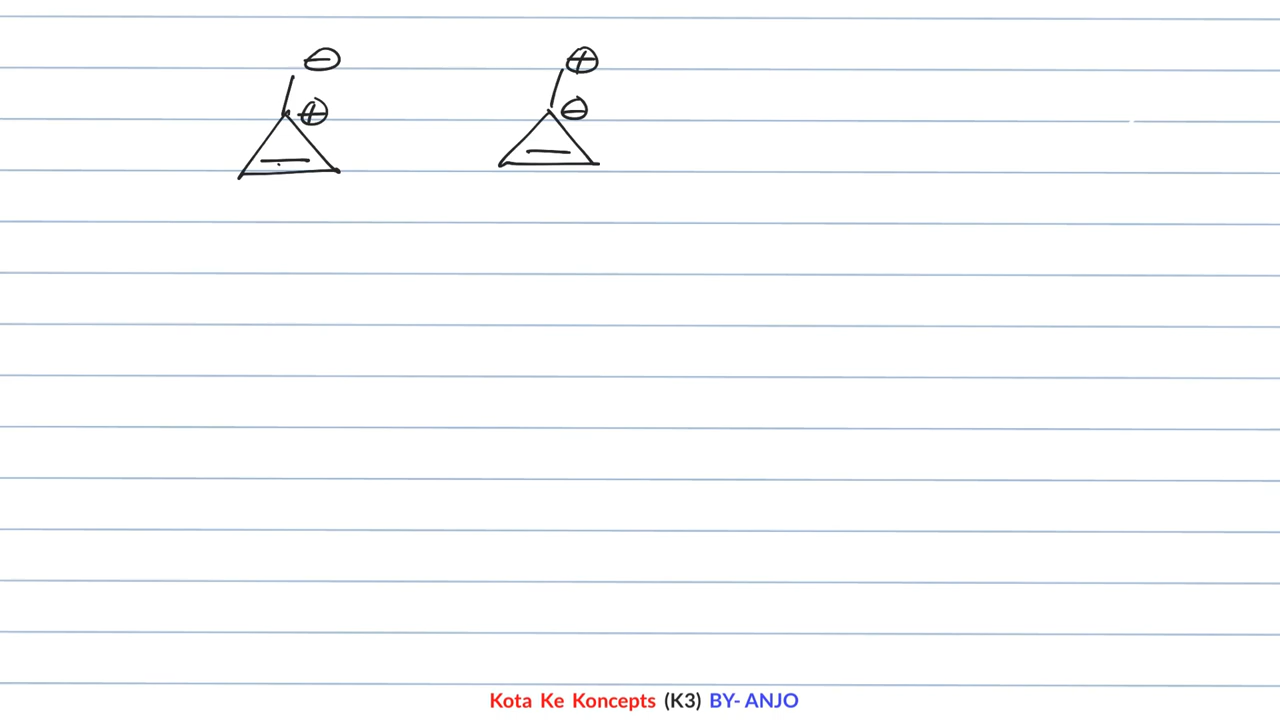 ⊖ ⊕
⊕ ⊖
Kota Ke Koncepts (K3) BY- ANJO